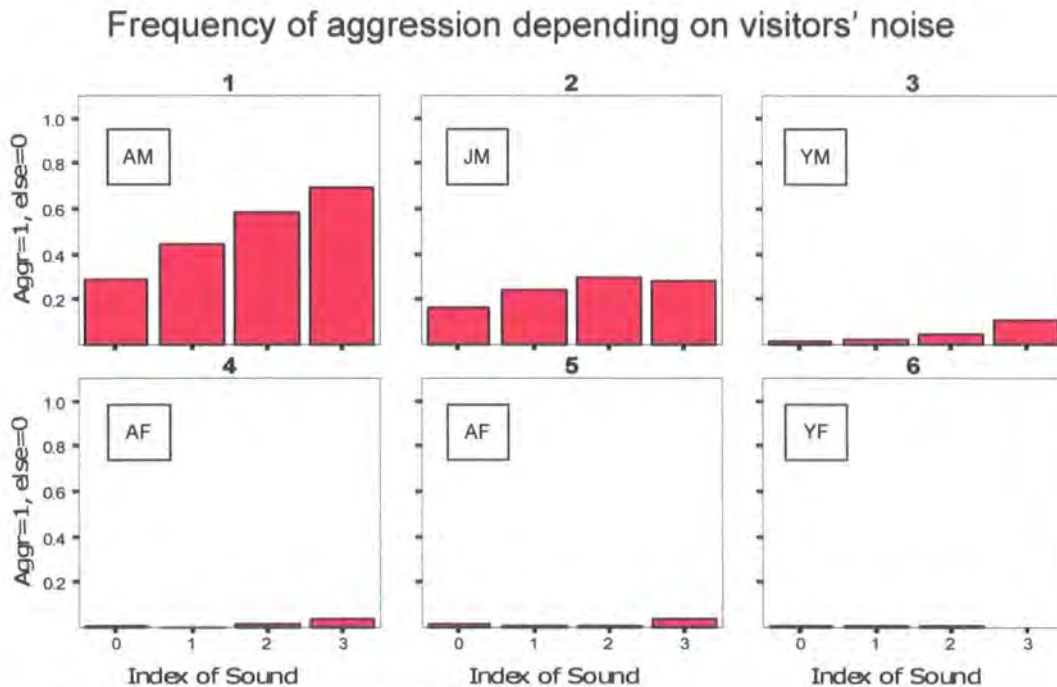 Frequency of aggression depending on visitors' noise
1 2 3
Aggr=1, else=0
1.0
0.8
0.6
0.4
0.2
AM JM YM
4 5 6
Aggr=1, else=0
1.0
0.8
0.6
0.4
0.2
AF AF YF
0 1 2 3 0 1 2 3 0 1 2 3
Index of Sound Index of Sound Index of Sound